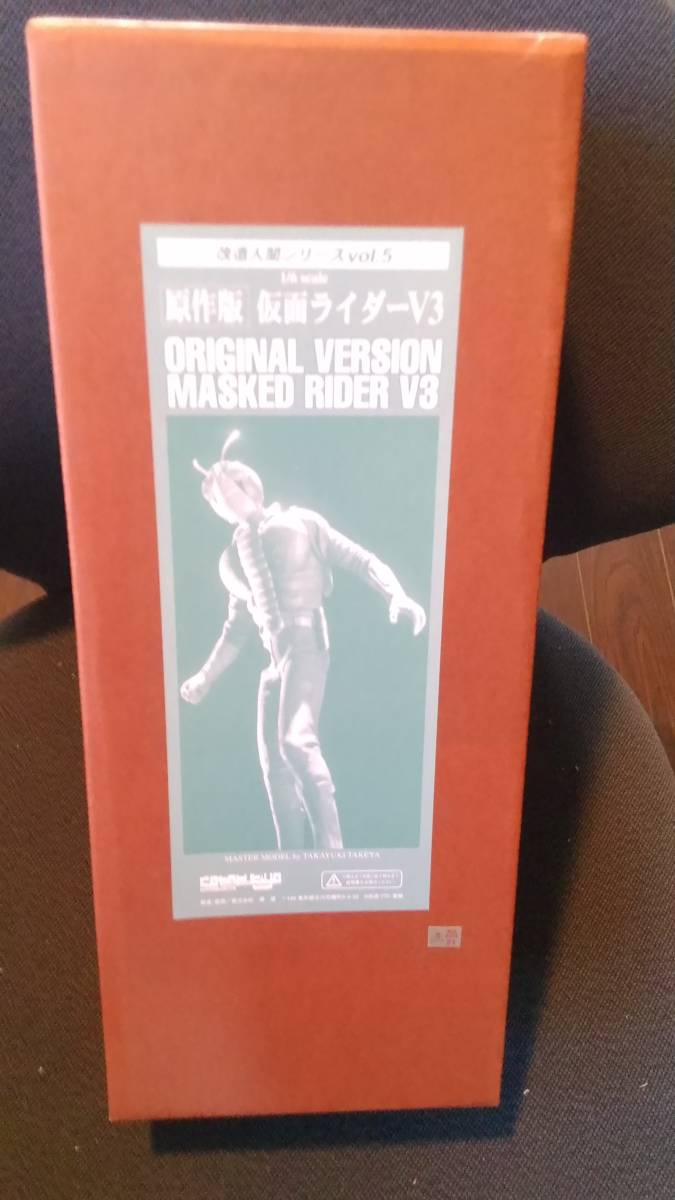 改造人間シリーズvol.5
1/6 scale
原作版 仮面ライダーV3
ORIGINAL VERSION
MASKED RIDER V3
MASTER MODEL by TAKAYUKI TAKEYA